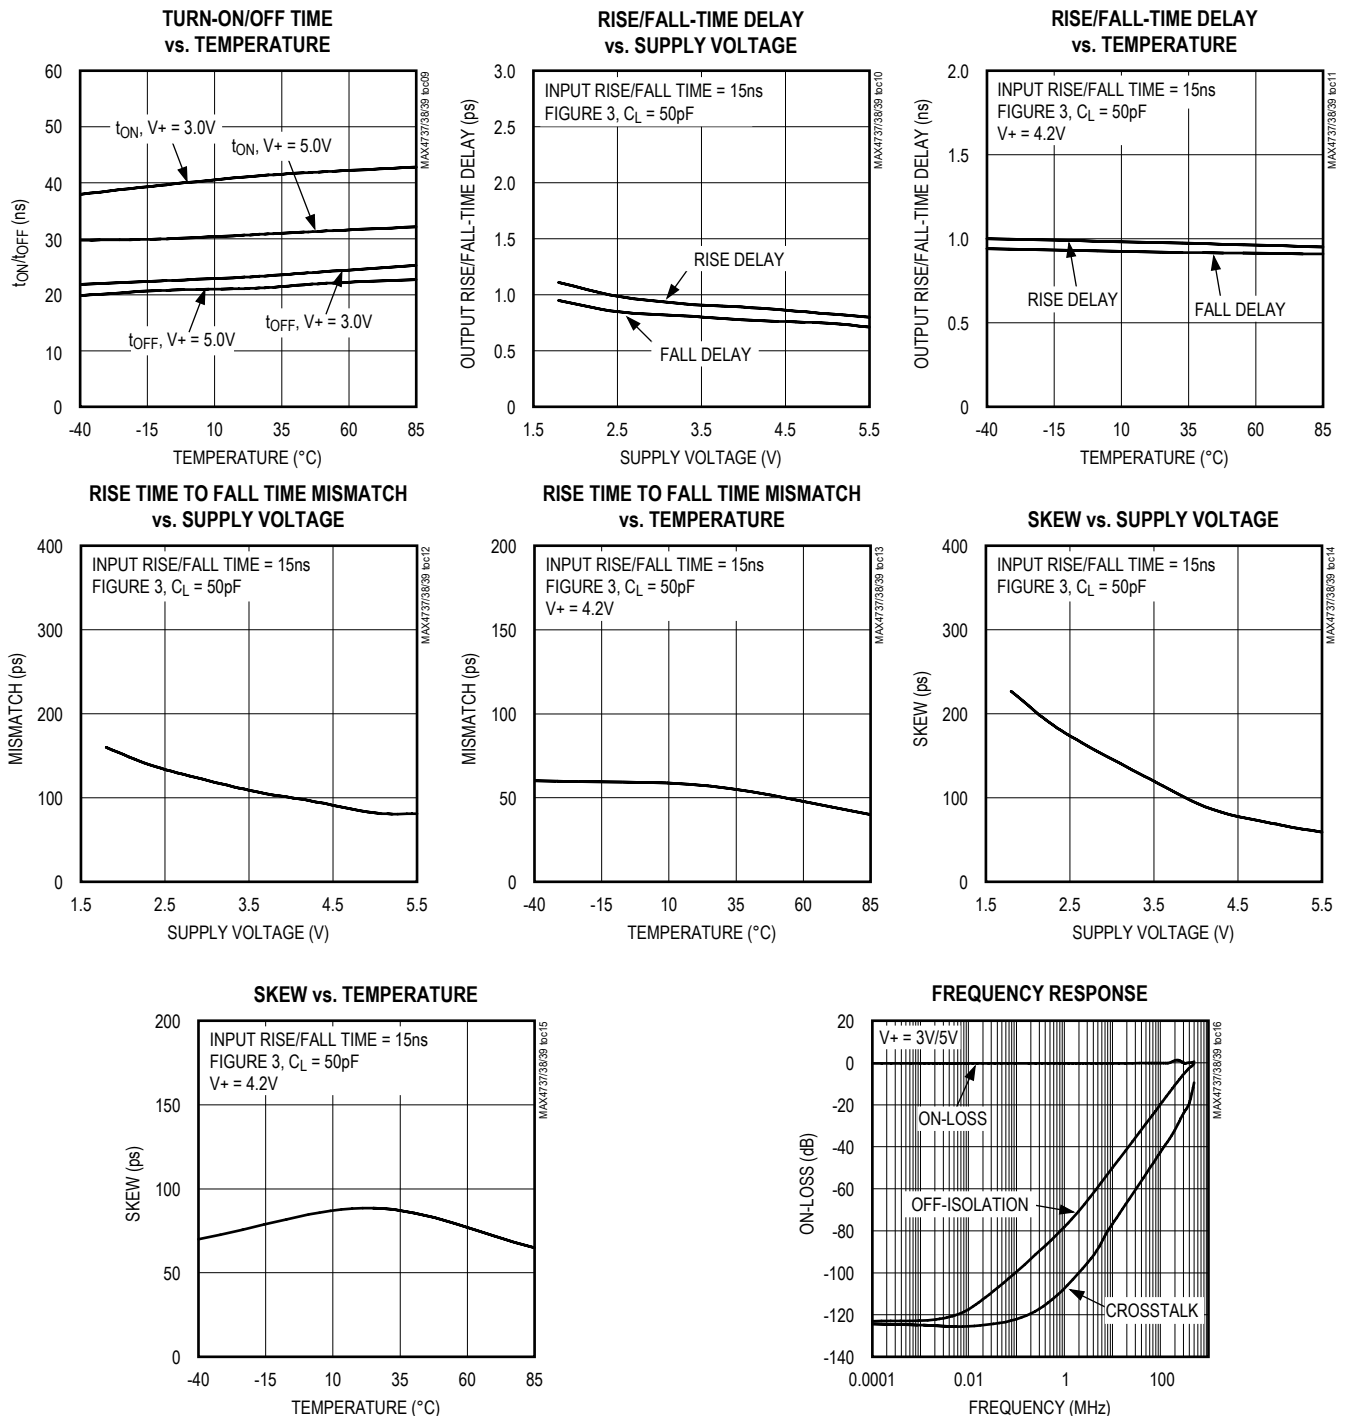 TURN-ON/OFF TIME
vs. TEMPERATURE
60
50
40
30
20
10
0
tON/tOFF (ns)
tON, V+ = 3.0V
tON, V+ = 5.0V
tOFF, V+ = 3.0V
tOFF, V+ = 5.0V
MAX4737/38/39 toc09
-40
-15
10
35
60
85
TEMPERATURE (°C)
RISE/FALL-TIME DELAY
vs. SUPPLY VOLTAGE
3.0
2.5
2.0
1.5
1.0
0.5
0
OUTPUT RISE/FALL-TIME DELAY (ps)
INPUT RISE/FALL TIME = 15ns
FIGURE 3, CL = 50pF
RISE DELAY
FALL DELAY
MAX4737/38/39 toc10
1.5
2.5
3.5
4.5
5.5
SUPPLY VOLTAGE (V)
RISE/FALL-TIME DELAY
vs. TEMPERATURE
2.0
1.5
1.0
0.5
0
OUTPUT RISE/FALL-TIME DELAY (ns)
INPUT RISE/FALL TIME = 15ns
FIGURE 3, CL = 50pF
V+ = 4.2V
RISE DELAY
FALL DELAY
MAX4737/38/39 toc11
-40
-15
10
35
60
85
TEMPERATURE (°C)
RISE TIME TO FALL TIME MISMATCH
vs. SUPPLY VOLTAGE
400
300
200
100
0
MISMATCH (ps)
INPUT RISE/FALL TIME = 15ns
FIGURE 3, CL = 50pF
MAX4737/38/39 toc12
1.5
2.5
3.5
4.5
5.5
SUPPLY VOLTAGE (V)
RISE TIME TO FALL TIME MISMATCH
vs. TEMPERATURE
200
150
100
50
0
MISMATCH (ps)
INPUT RISE/FALL TIME = 15ns
FIGURE 3, CL = 50pF
V+ = 4.2V
MAX4737/38/39 toc13
-40
-15
10
35
60
85
TEMPERATURE (°C)
SKEW vs. SUPPLY VOLTAGE
400
300
200
100
0
SKEW (ps)
INPUT RISE/FALL TIME = 15ns
FIGURE 3, CL = 50pF
MAX4737/38/39 toc14
1.5
2.5
3.5
4.5
5.5
SUPPLY VOLTAGE (V)
SKEW vs. TEMPERATURE
200
150
100
50
0
SKEW (ps)
INPUT RISE/FALL TIME = 15ns
FIGURE 3, CL = 50pF
V+ = 4.2V
MAX4737/38/39 toc15
-40
-15
10
35
60
85
TEMPERATURE (°C)
FREQUENCY RESPONSE
20
0
-20
-40
-60
-80
-100
-120
-140
ON-LOSS (dB)
V+ = 3V/5V
ON-LOSS
OFF-ISOLATION
CROSSTALK
MAX4737/38/39 toc16
0.0001
0.01
1
100
FREQUENCY (MHz)